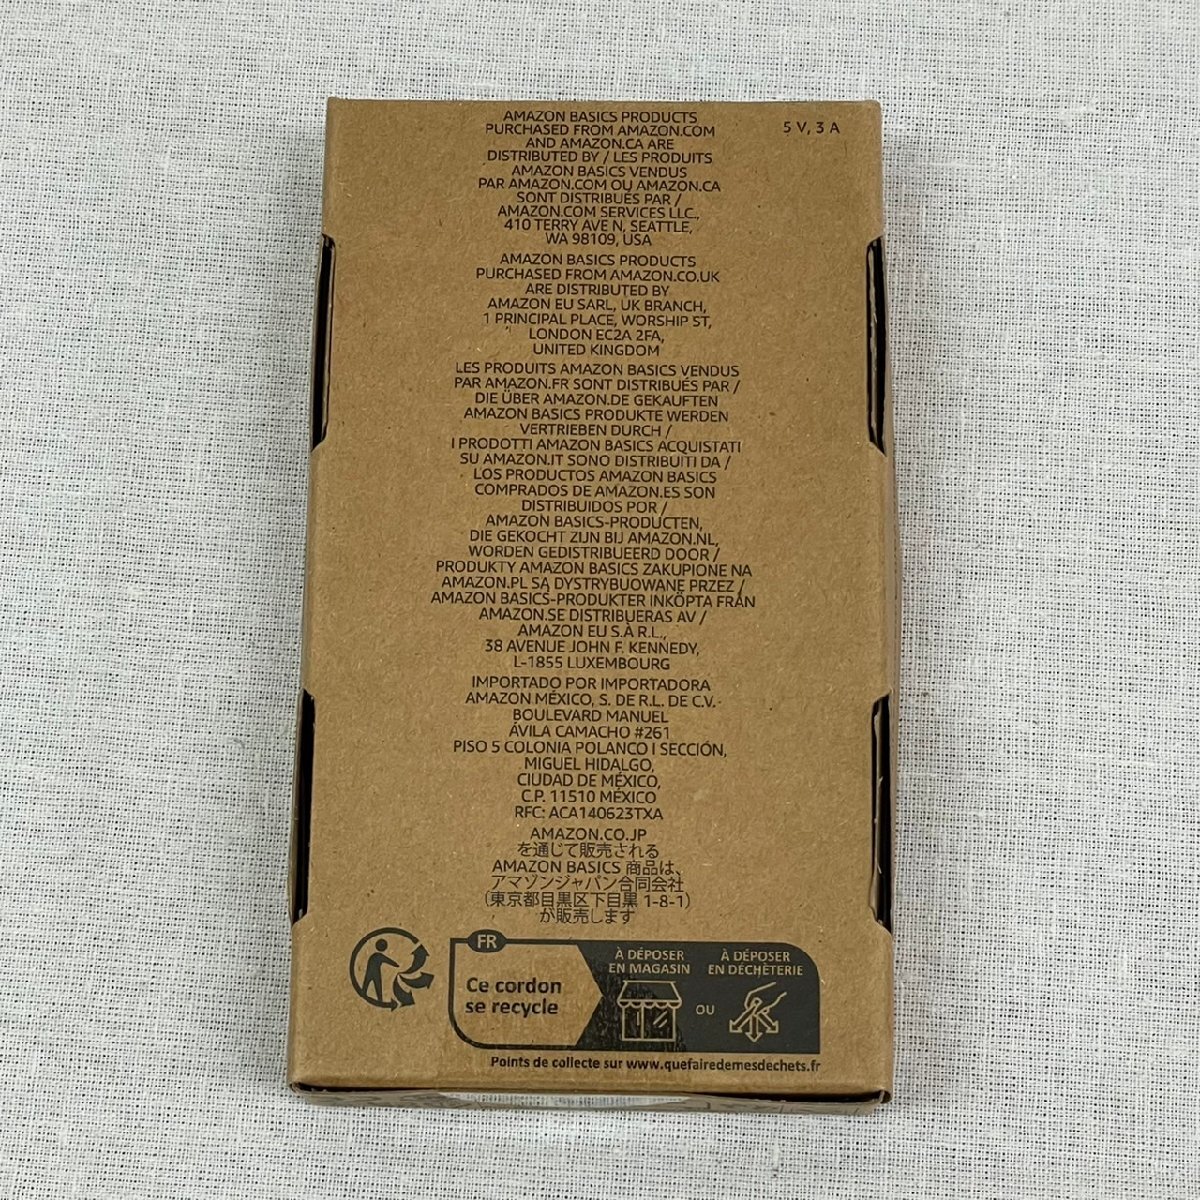 AMAZON BASICS PRODUCTS
PURCHASED FROM AMAZON.COM
AND AMAZON.CA ARE
DISTRIBUTED BY / LES PRODUITS
AMAZON BASICS VENDUS
PAR AMAZON.COM OU AMAZON.CA
SONT DISTRIBUÉS PAR /
AMAZON.COM SERVICES LLC.,
410 TERRY AVE N, SEATTLE,
WA 98109, USA
5 V, 3 A
AMAZON BASICS PRODUCTS
PURCHASED FROM AMAZON.CO.UK
ARE DISTRIBUTED BY
AMAZON EU SARL, UK BRANCH,
1 PRINCIPAL PLACE, WORSHIP ST,
LONDON EC2A 2FA,
UNITED KINGDOM
LES PRODUITS AMAZON BASICS VENDUS
PAR AMAZON.FR SONT DISTRIBUÉS PAR /
DIE ÜBER AMAZON.DE GEKAUFTEN
AMAZON BASICS PRODUKTE WERDEN
VERTRIEBEN DURCH /
I PRODOTTI AMAZON BASICS ACQUISTATI
SU AMAZON.IT SONO DISTRIBUITI DA /
LOS PRODUCTOS AMAZON BASICS
COMPRADOS DE AMAZON.ES SON
DISTRIBUIDOS POR /
AMAZON BASICS-PRODUCTEN,
DIE GEKOCHT ZIJN BIJ AMAZON.NL,
WORDEN GEDISTRIBUEERD DOOR /
PRODUKTY AMAZON BASICS ZAKUPIONE NA
AMAZON.PL SĄ DYSTRYBUOWANE PRZEZ /
AMAZON BASICS-PRODUKTER INKÖPTA FRÅN
AMAZON.SE DISTRIBUERAS AV /
AMAZON EU S.À R.L.,
38 AVENUE JOHN F. KENNEDY,
L-1855 LUXEMBOURG
IMPORTADO POR IMPORTADORA
AMAZON MÉXICO, S. DE R.L. DE C.V.
BOULEVARD MANUEL
ÁVILA CAMACHO #261
PISO 5 COLONIA POLANCO I SECCIÓN,
MIGUEL HIDALGO,
CIUDAD DE MÉXICO,
C.P. 11510 MÉXICO
RFC: ACA140623TXA
AMAZON.CO.JP
を通じて販売される
AMAZON BASICS 商品は、
アマゾンジャパン合同会社
(東京都目黒区下目黒 1-8-1)
が販売します
FR
Ce cordon
se recycle
À DÉPOSER
EN MAGASIN
OU
À DÉPOSER
EN DÉCHÈTERIE
Points de collecte sur www.quefairedemesdechets.fr